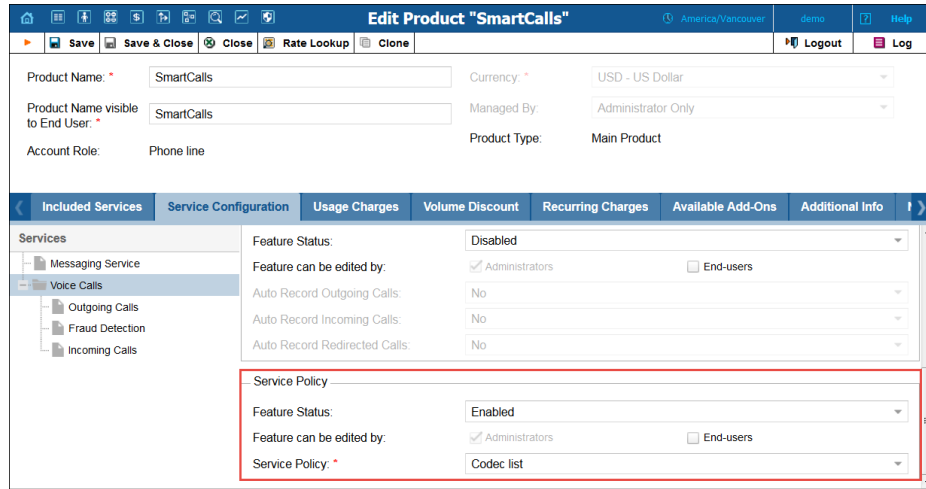 Edit Product "SmartCalls"
America/Vancouver
demo
? Help
Save
Save & Close
Close
Rate Lookup
Clone
Logout
Log
Product Name: *
SmartCalls
Currency: *
USD - US Dollar
Product Name visible
to End User: *
SmartCalls
Managed By:
Administrator Only
Product Type:
Main Product
Account Role:
Phone line
Included Services
Service Configuration
Usage Charges
Volume Discount
Recurring Charges
Available Add-Ons
Additional Info
Services
Messaging Service
Voice Calls
Outgoing Calls
Fraud Detection
Incoming Calls
Feature Status:
Disabled
Feature can be edited by:
Administrators
End-users
Auto Record Outgoing Calls:
No
Auto Record Incoming Calls:
No
Auto Record Redirected Calls:
No
Service Policy
Feature Status:
Enabled
Feature can be edited by:
Administrators
End-users
Service Policy: *
Codec list